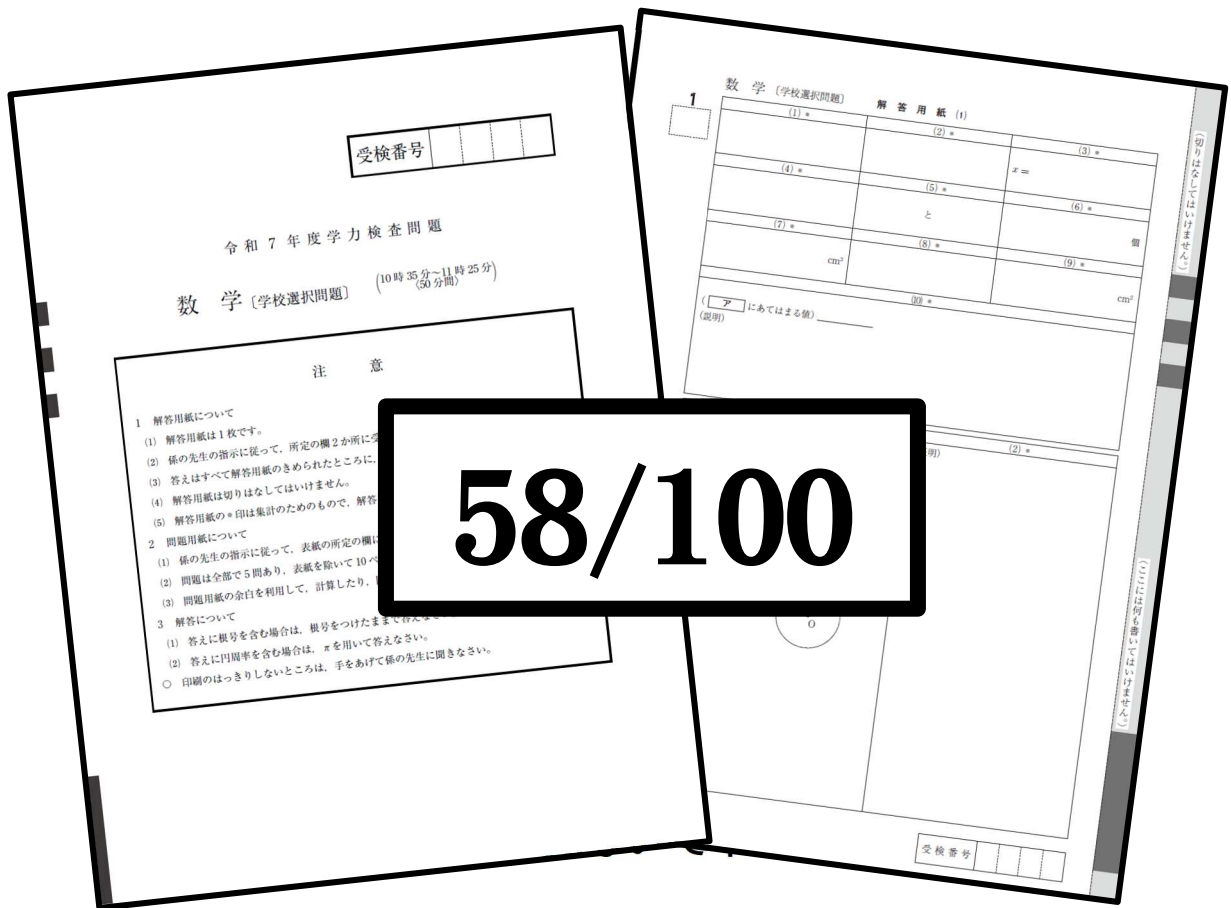 受検番号
令和7年度学力検査問題
数 学〔学校選択問題〕
(10時35分~11時25分)
(50分間)
注 意
1 解答用紙について
(1) 解答用紙は1枚です。
(2) 係の先生の指示に従って,所定の欄2か所に受
(3) 答えはすべて解答用紙のきめられたところに,
(4) 解答用紙は切りはなしてはいけません。
(5) 解答用紙の*印は集計のためのもので,解答
2 問題用紙について
(1) 係の先生の指示に従って,表紙の所定の欄に
(2) 問題は全部で5問あり,表紙を除いて10ペ
(3) 問題用紙の余白を利用して,計算したり,
3 解答について
(1) 答えに根号を含む場合は,根号をつけたままで答えなさい
(2) 答えに円周率を含む場合は,πを用いて答えなさい。
○ 印刷のはっきりしないところは,手をあげて係の先生に聞きなさい。
数 学〔学校選択問題〕 解 答 用 紙 (1)
1
(1) * (2) * (3) *
x =
(4) * (5) * (6) *
と 個
(7) * (8) * (9) *
cm³ cm²
(10) *
( ア にあてはまる値)
(説明)
明) (2) *
O
受検番号
(切りはなしてはいけません。)
(ここには何も書いてはいけません。)
58/100